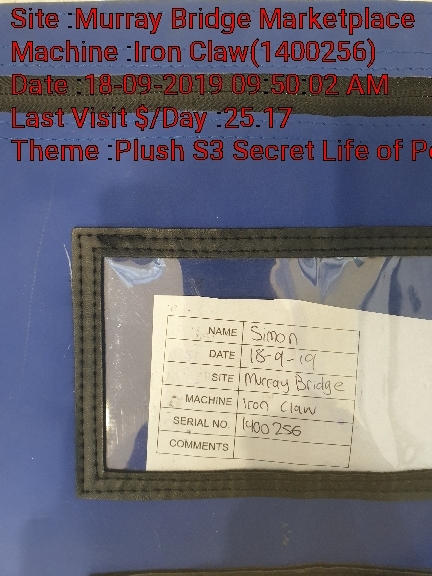 Site :Murray Bridge Marketplace
Machine :Iron Claw(1400256)
Date :18-09-2019 09:50:02 AM
Last Visit $/Day :25.17
Theme :Plush S3 Secret Life of Pe
NAME Simon
DATE 18-9-19
SITE Murray Bridge
MACHINE Iron Claw
SERIAL NO. 1400256
COMMENTS